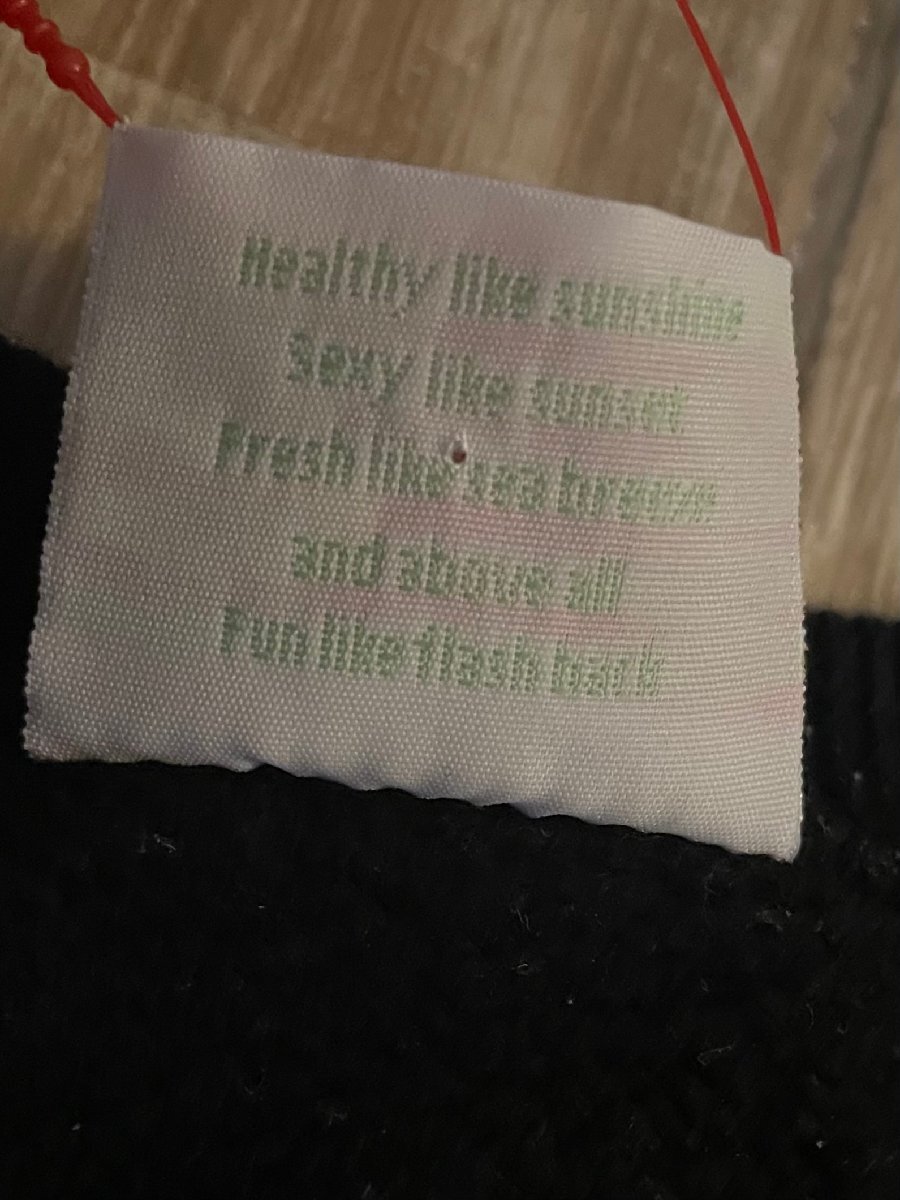 Healthy like sunshine
Sexy like sunset
Fresh like sea breeze
and above all
Fun like flash back